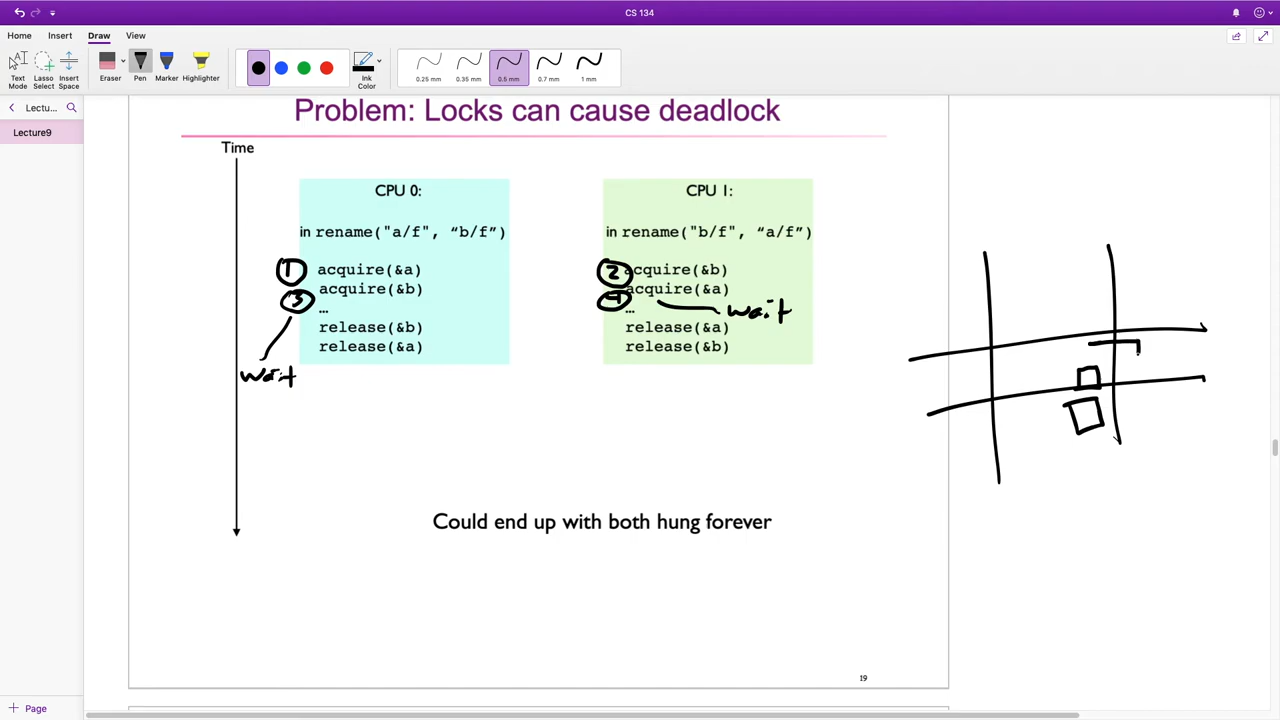 CS 134
Home Insert Draw View
Text Mode
Lasso Select
Insert Space
Eraser
Pen
Marker
Highlighter
Ink Color
0.25 mm
0.35 mm
0.5 mm
0.7 mm
1 mm
Lectu...
Lecture9
Problem: Locks can cause deadlock
Time
CPU 0:
in rename("a/f", “b/f”)
1 acquire(&a)
3 acquire(&b)
...
release(&b)
release(&a)
wait
CPU 1:
in rename("b/f", “a/f”)
2 acquire(&b)
4 acquire(&a)
... wait
release(&a)
release(&b)
Could end up with both hung forever
19
Page